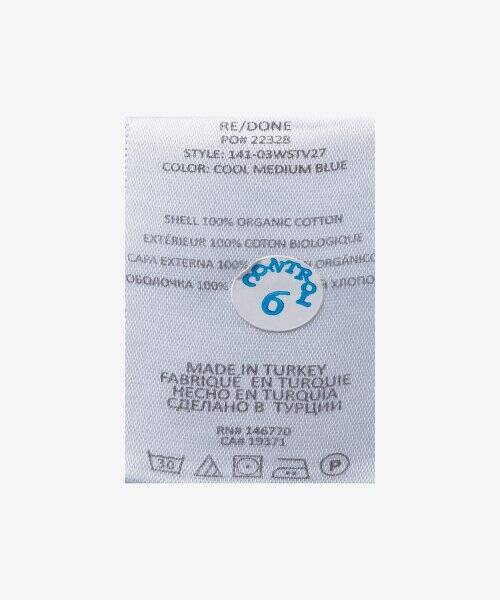 RE/DONE
PO# 22328
STYLE: 141-03WSTV27
COLOR: COOL MEDIUM BLUE
SHELL 100% ORGANIC COTTON
EXTÉRIEUR 100% COTON BIOLOGIQUE
CAPA EXTERNA 100% ORGÁNICO
ОБОЛОЧКА 100%
CONTROL
6
MADE IN TURKEY
FABRIQUE EN TURQUIE
HECHO EN TURQUÍA
СДЕЛАНО В ТУРЦИИ
RN# 146770
CA# 19371
30 P